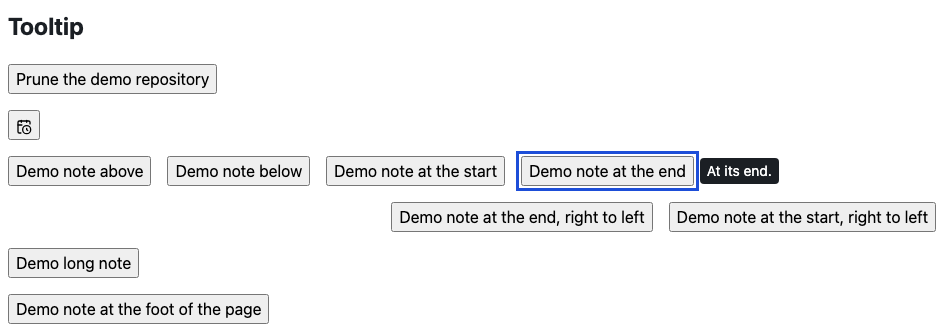 Tooltip
Prune the demo repository
Demo note above Demo note below Demo note at the start Demo note at the end At its end.
Demo note at the end, right to left Demo note at the start, right to left
Demo long note
Demo note at the foot of the page